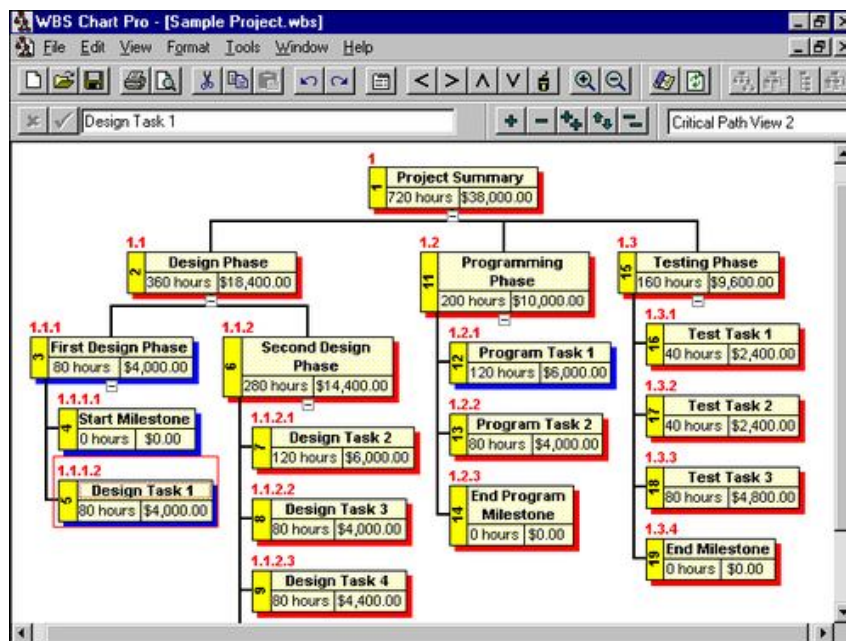 WBS Chart Pro - [Sample Project.wbs]
File Edit View Format Tools Window Help
Design Task 1
Critical Path View 2
1
1 Project Summary
720 hours $38,000.00
1.1
2 Design Phase
360 hours $18,400.00
1.1.1
3 First Design Phase
80 hours $4,000.00
1.1.1.1
4 Start Milestone
0 hours $0.00
1.1.1.2
5 Design Task 1
80 hours $4,000.00
1.1.2
6 Second Design
Phase
280 hours $14,400.00
1.1.2.1
7 Design Task 2
120 hours $6,000.00
1.1.2.2
8 Design Task 3
80 hours $4,000.00
1.1.2.3
9 Design Task 4
80 hours $4,400.00
1.2
11 Programming
Phase
200 hours $10,000.00
1.2.1
12 Program Task 1
120 hours $6,000.00
1.2.2
13 Program Task 2
80 hours $4,000.00
1.2.3
14 End Program
Milestone
0 hours $0.00
1.3
15 Testing Phase
160 hours $9,600.00
1.3.1
16 Test Task 1
40 hours $2,400.00
1.3.2
17 Test Task 2
40 hours $2,400.00
1.3.3
18 Test Task 3
80 hours $4,800.00
1.3.4
19 End Milestone
0 hours $0.00